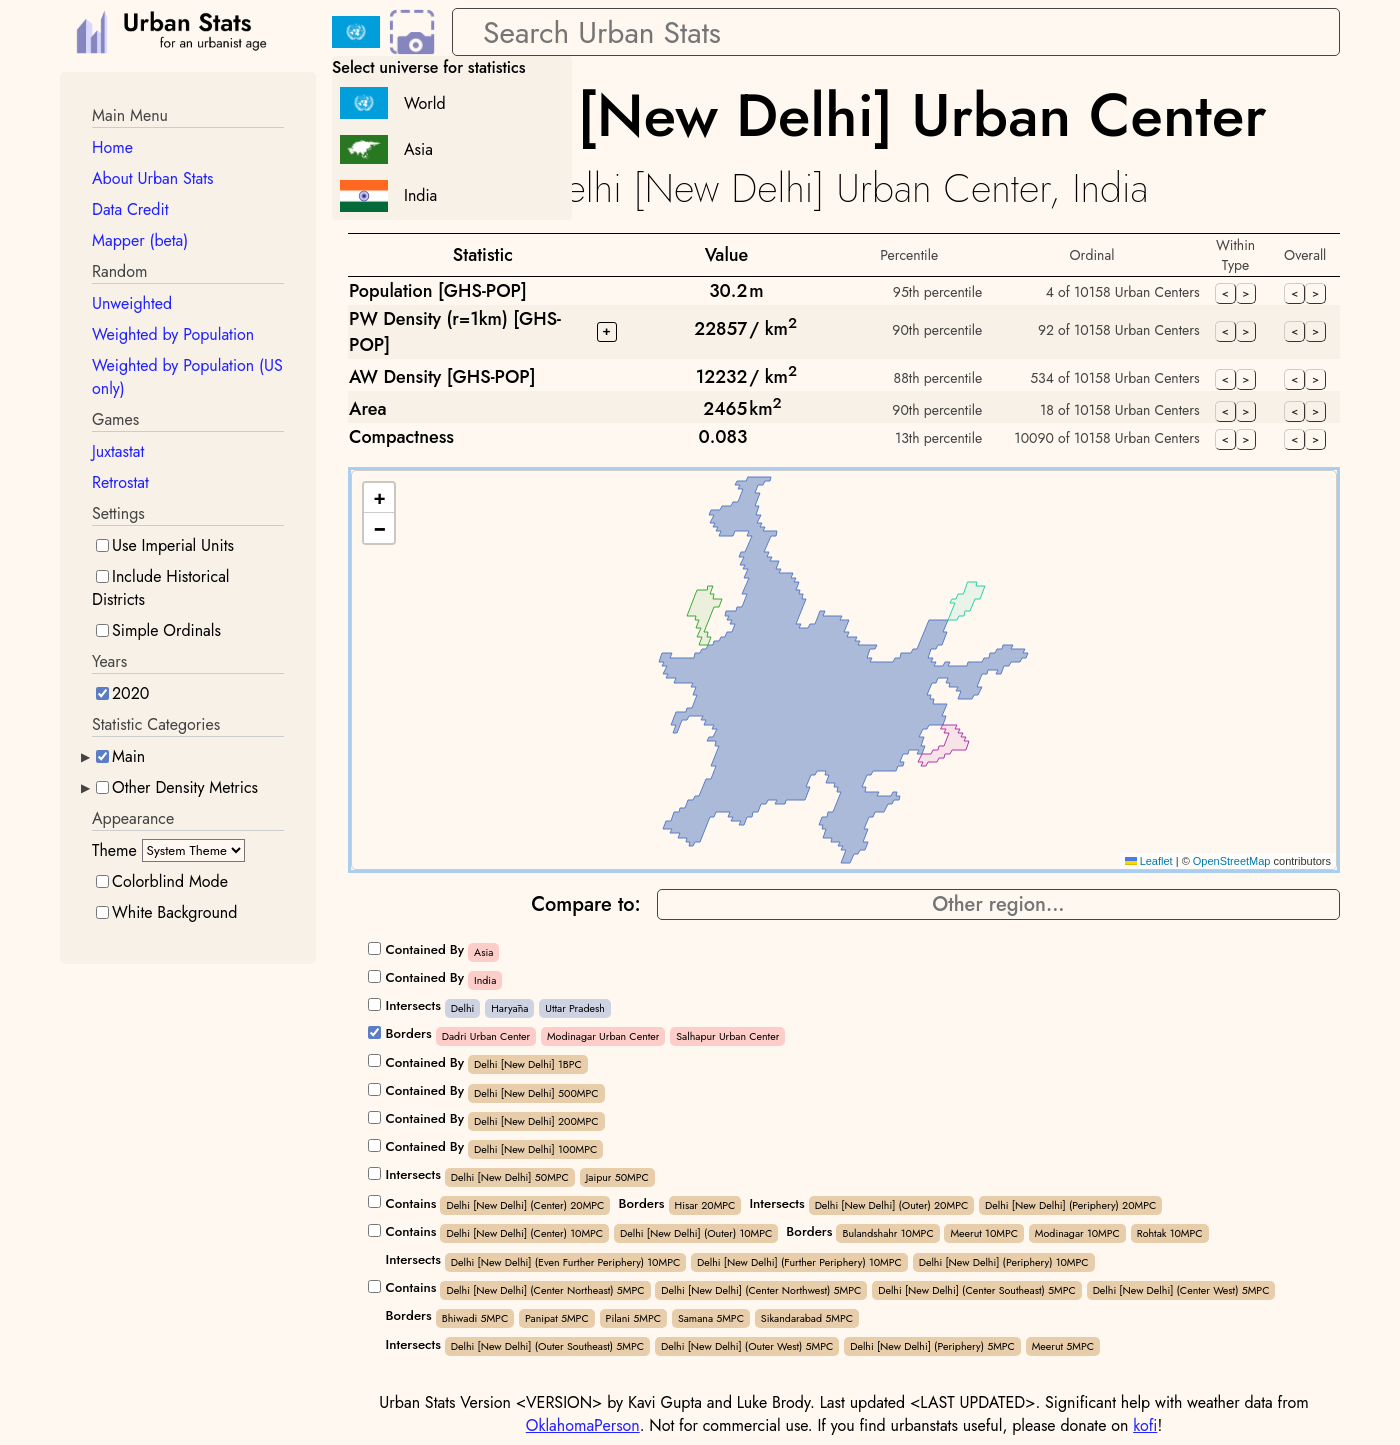 Urban Stats
for an urbanist age
Search Urban Stats
Select universe for statistics
World
Asia
India
[New Delhi] Urban Center
elhi [New Delhi] Urban Center, India
Main Menu
Home
About Urban Stats
Data Credit
Mapper (beta)
Random
Unweighted
Weighted by Population
Weighted by Population (US
only)
Games
Juxtastat
Retrostat
Settings
Use Imperial Units
Include Historical
Districts
Simple Ordinals
Years
2020
Statistic Categories
Main
Other Density Metrics
Appearance
Theme System Theme
Colorblind Mode
White Background
Statistic Value Percentile Ordinal Within Type Overall
Population [GHS-POP] 30.2 m 95th percentile 4 of 10158 Urban Centers < > < >
PW Density (r=1km) [GHS-
POP] + 22857 / km² 90th percentile 92 of 10158 Urban Centers < > < >
AW Density [GHS-POP] 12232 / km² 88th percentile 534 of 10158 Urban Centers < > < >
Area 2465 km² 90th percentile 18 of 10158 Urban Centers < > < >
Compactness 0.083 13th percentile 10090 of 10158 Urban Centers < > < >
+
−
Leaflet | © OpenStreetMap contributors
Compare to: Other region...
Contained By Asia
Contained By India
Intersects Delhi Haryāna Uttar Pradesh
Borders Dadri Urban Center Modinagar Urban Center Salhapur Urban Center
Contained By Delhi [New Delhi] 1BPC
Contained By Delhi [New Delhi] 500MPC
Contained By Delhi [New Delhi] 200MPC
Contained By Delhi [New Delhi] 100MPC
Intersects Delhi [New Delhi] 50MPC Jaipur 50MPC
Contains Delhi [New Delhi] (Center) 20MPC Borders Hisar 20MPC Intersects Delhi [New Delhi] (Outer) 20MPC Delhi [New Delhi] (Periphery) 20MPC
Contains Delhi [New Delhi] (Center) 10MPC Delhi [New Delhi] (Outer) 10MPC Borders Bulandshahr 10MPC Meerut 10MPC Modinagar 10MPC Rohtak 10MPC
Intersects Delhi [New Delhi] (Even Further Periphery) 10MPC Delhi [New Delhi] (Further Periphery) 10MPC Delhi [New Delhi] (Periphery) 10MPC
Contains Delhi [New Delhi] (Center Northeast) 5MPC Delhi [New Delhi] (Center Northwest) 5MPC Delhi [New Delhi] (Center Southeast) 5MPC Delhi [New Delhi] (Center West) 5MPC
Borders Bhiwadi 5MPC Panipat 5MPC Pilani 5MPC Samana 5MPC Sikandarabad 5MPC
Intersects Delhi [New Delhi] (Outer Southeast) 5MPC Delhi [New Delhi] (Outer West) 5MPC Delhi [New Delhi] (Periphery) 5MPC Meerut 5MPC
Urban Stats Version <VERSION> by Kavi Gupta and Luke Brody. Last updated <LAST UPDATED>. Significant help with weather data from
OklahomaPerson. Not for commercial use. If you find urbanstats useful, please donate on kofi!